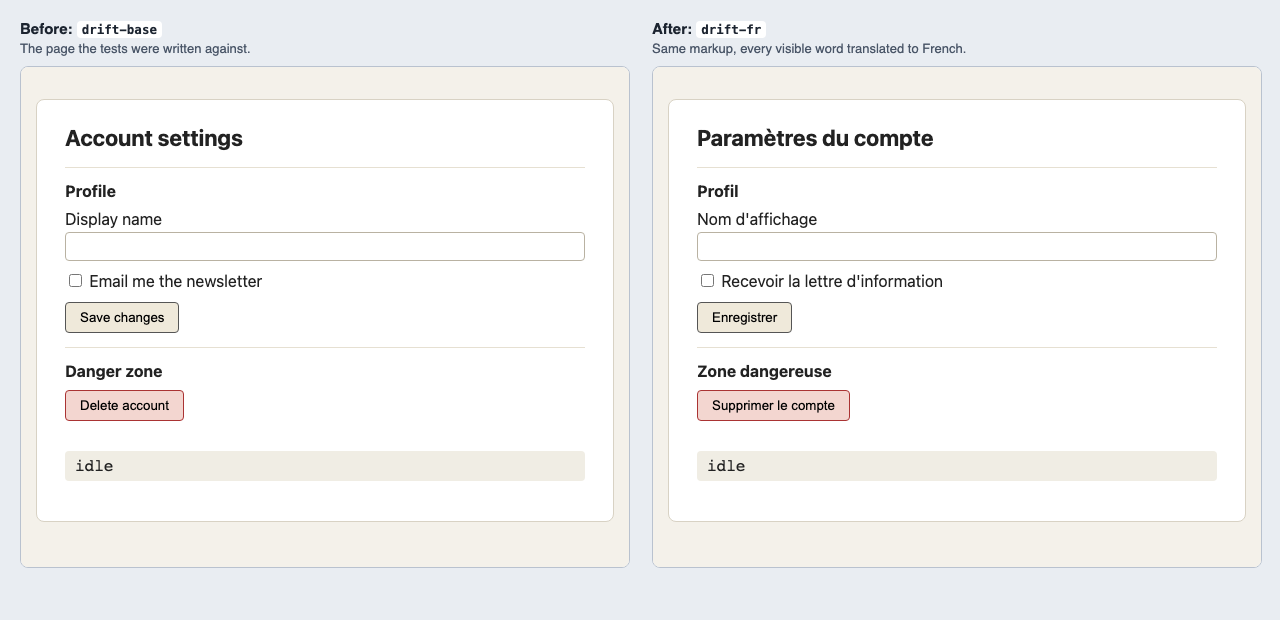 Before: drift-base
The page the tests were written against.
Account settings
Profile
Display name
Email me the newsletter
Save changes
Danger zone
Delete account
idle
After: drift-fr
Same markup, every visible word translated to French.
Paramètres du compte
Profil
Nom d'affichage
Recevoir la lettre d'information
Enregistrer
Zone dangereuse
Supprimer le compte
idle